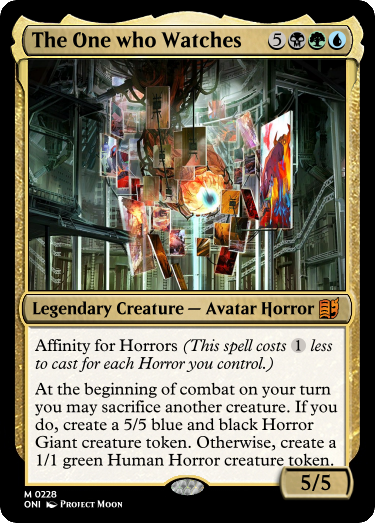 The One who Watches 5
Legendary Creature — Avatar Horror
Affinity for Horrors (This spell costs 1 less
to cast for each Horror you control.)
At the beginning of combat on your turn
you may sacrifice another creature. If you
do, create a 5/5 blue and black Horror
Giant creature token. Otherwise, create a
1/1 green Human Horror creature token.
5/5
M 0228
ONI Project Moon